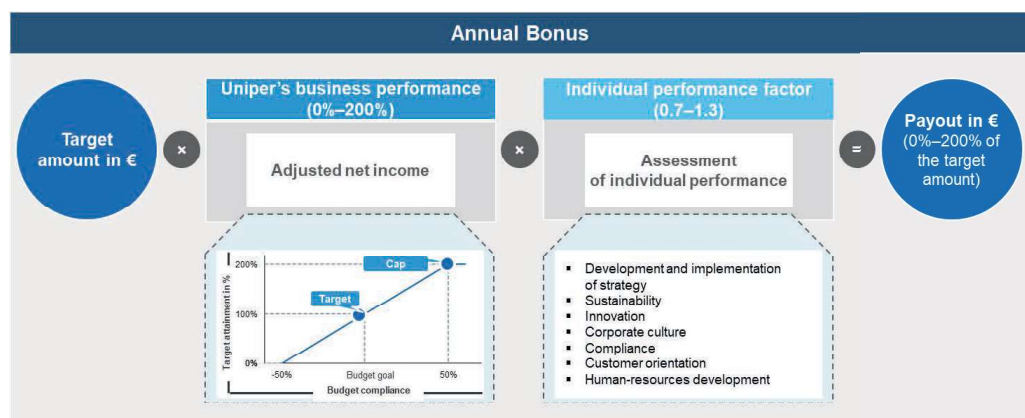 Annual Bonus
Target
amount in €
×
Uniper's business performance
(0%–200%)
Adjusted net income
×
Individual performance factor
(0.7–1.3)
Assessment
of individual performance
=
Payout in €
(0%–200% of
the target
amount)
Target attainment in %
200%
100%
0%
Cap
Target
-50%
Budget goal
50%
Budget compliance
▪ Development and implementation
of strategy
▪ Sustainability
▪ Innovation
▪ Corporate culture
▪ Compliance
▪ Customer orientation
▪ Human-resources development